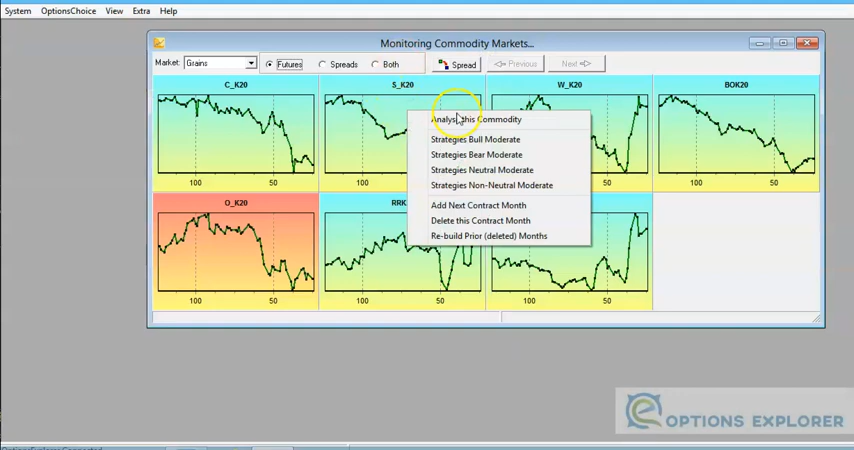 System OptionsChoice View Extra Help
Monitoring Commodity Markets...
Market: Grains Futures Spreads Both Spread Previous Next
C_K20 S_K20 W_K20 BOK20
Analyse this Commodity
Strategies Bull Moderate
Strategies Bear Moderate
Strategies Neutral Moderate
Strategies Non-Neutral Moderate
Add Next Contract Month
Delete this Contract Month
Re-build Prior (deleted) Months
100 50 100 50 100 50
O_K20 RRK
100 50 100 50 100 50
OPTIONS EXPLORER